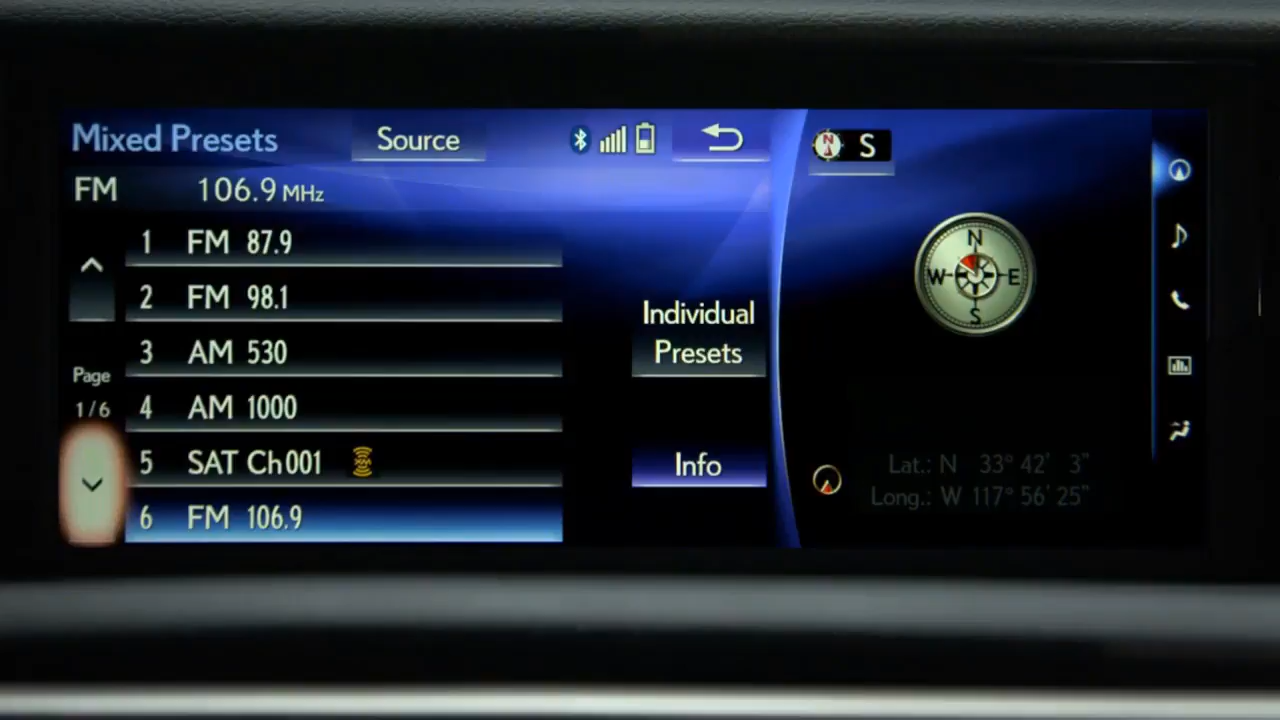 Mixed Presets Source
FM 106.9 MHz
1 FM 87.9
2 FM 98.1
3 AM 530
4 AM 1000
5 SAT Ch001 XM
6 FM 106.9
Page
1/6
Individual
Presets
Info
N S
N
W E
S
Lat.: N 33° 42' 3"
Long.: W 117° 56' 25"